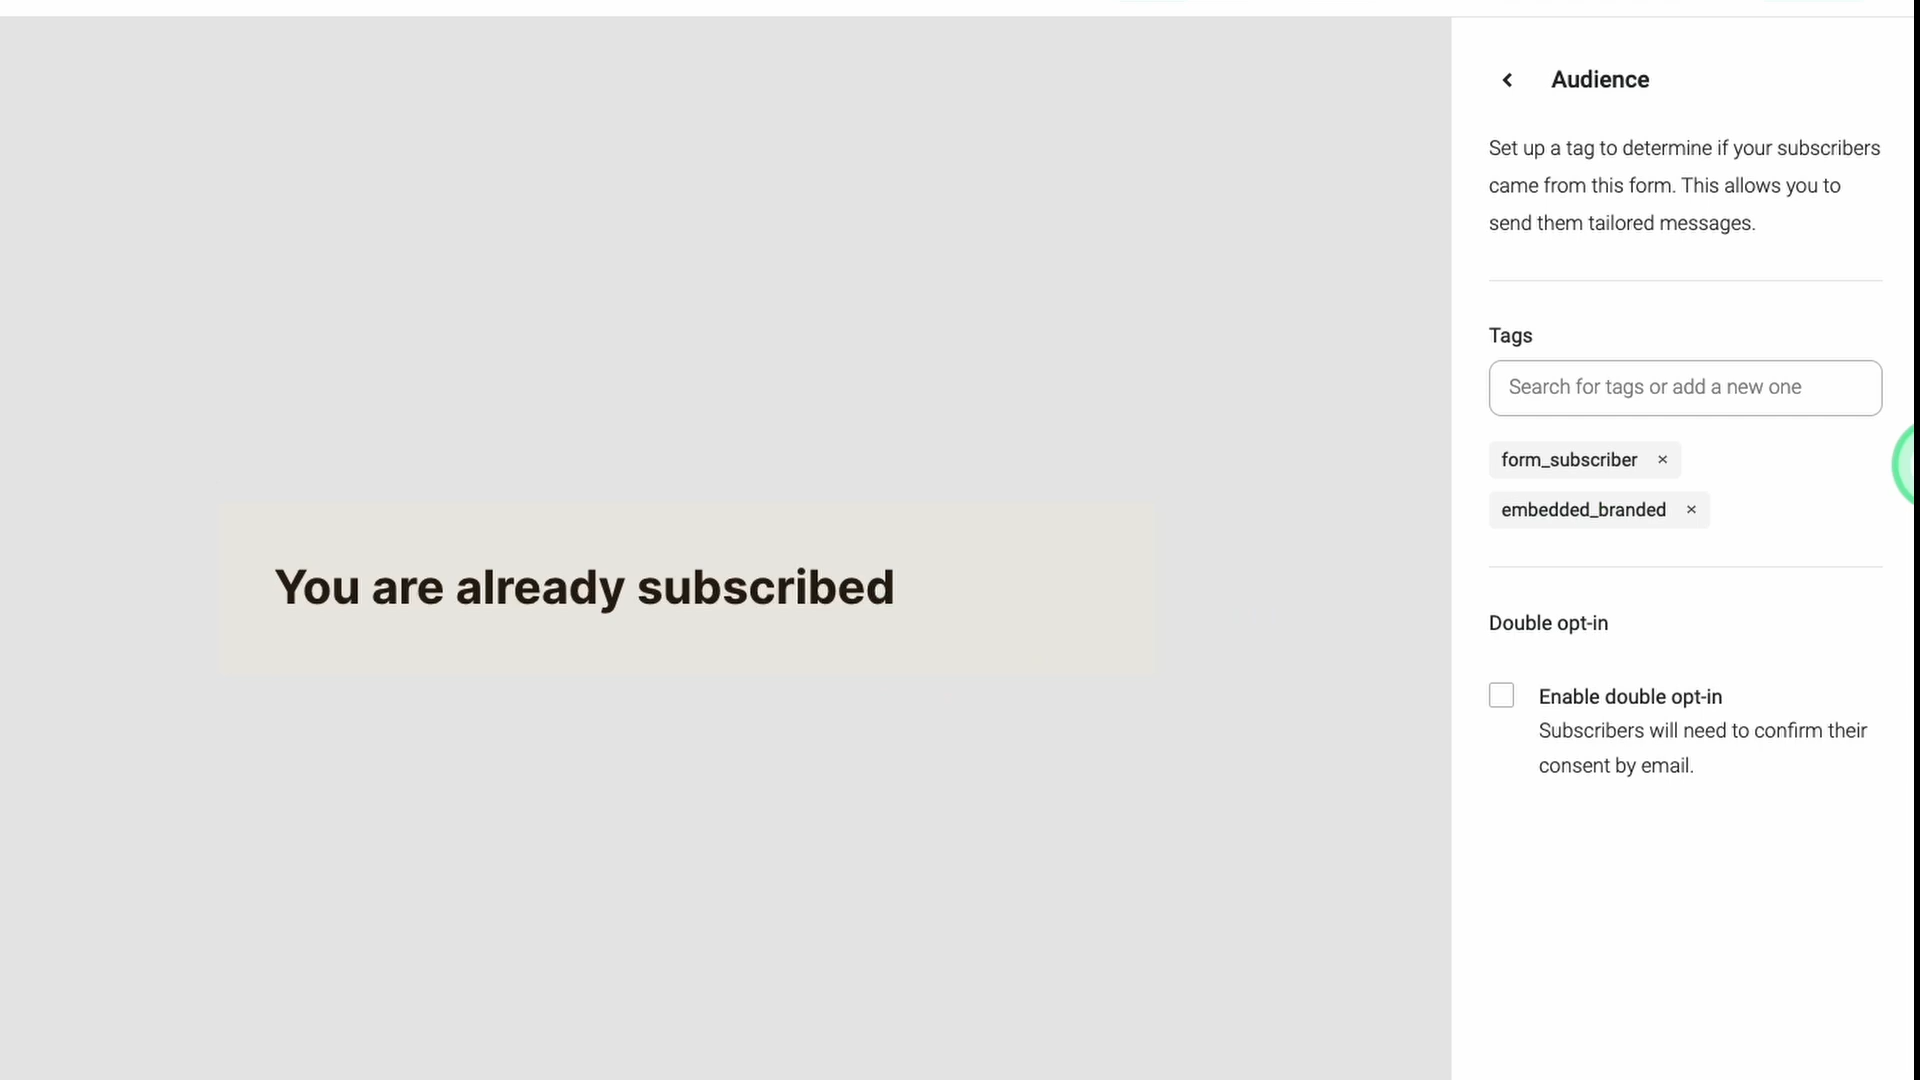 Audience
Set up a tag to determine if your subscribers
came from this form. This allows you to
send them tailored messages.
Tags
Search for tags or add a new one
form_subscriber ×
embedded_branded ×
You are already subscribed
Double opt-in
Enable double opt-in
Subscribers will need to confirm their
consent by email.